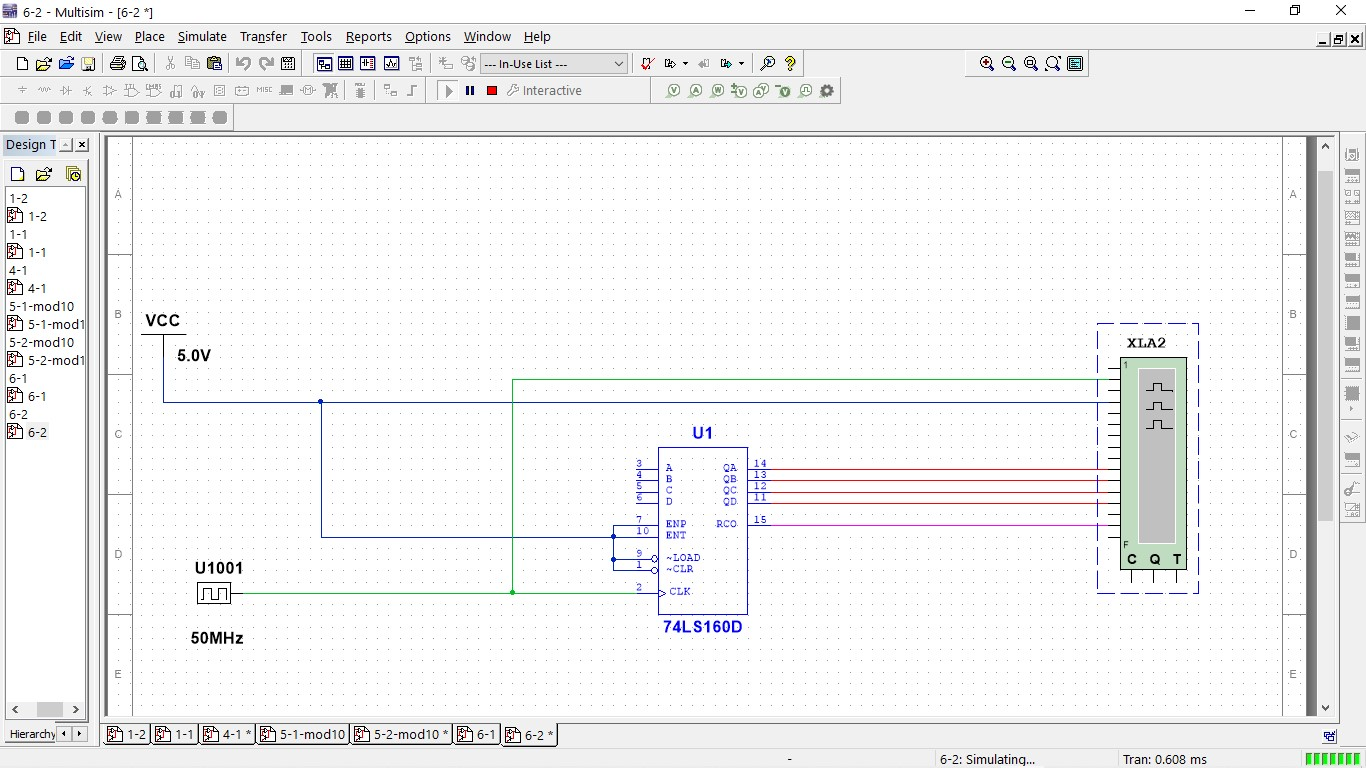 6-2 - Multisim - [6-2 *]
File Edit View Place Simulate Transfer Tools Reports Options Window Help
--- In-Use List ---
MISC Interactive
Design T
1-2
1-2
1-1
1-1
4-1
4-1
5-1-mod10
5-1-mod1
5-2-mod10
5-2-mod1
6-1
6-1
6-2
6-2
Hierarchy
A A
B B
C C
D D
E E
VCC
5.0V
XLA2
1
F
C Q T
U1
3 A QA 14
4 B QB 13
5 C QC 12
6 D QD 11
7 ENP RCO 15
10 ENT
9 ~LOAD
1 ~CLR
2 CLK
74LS160D
U1001
50MHz
1-2 1-1 4-1 * 5-1-mod10 5-2-mod10 * 6-1 6-2 *
- 6-2: Simulating... Tran: 0.608 ms